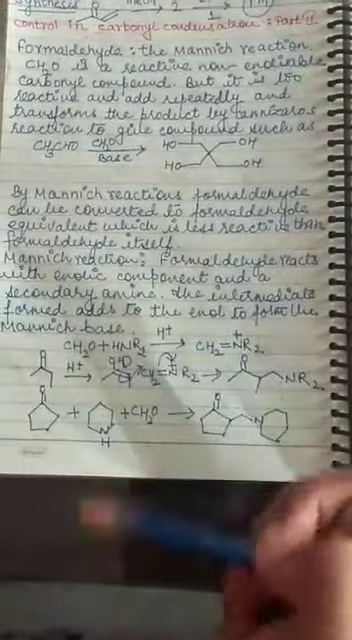 Synthesis
control in carbonyl condensation : Part II
Formaldehyde : the Mannich reaction.
CH₂O is a reactive non enolizable
carbonyl compound. But it is too
reactive and add repeatedly and
transforms the product by cannizaros
reaction to give compound such as
CH₃CHO CH₂O Base HO OH HO OH
By Mannich reactions formaldehyde
can be converted to formaldehyde
equivalent which is less reactive than
formaldehyde itself.
Mannich reaction : Formaldehyde reacts
with enolic component and a
secondary amine. The intermediate
formed adds to the enol to form the
Mannich base.
CH₂O + HNR₂ H⁺ → CH₂=N⁺R₂
O H⁺ → CH₂=NR₂ → O NR₂
O + N H + CH₂O → O N